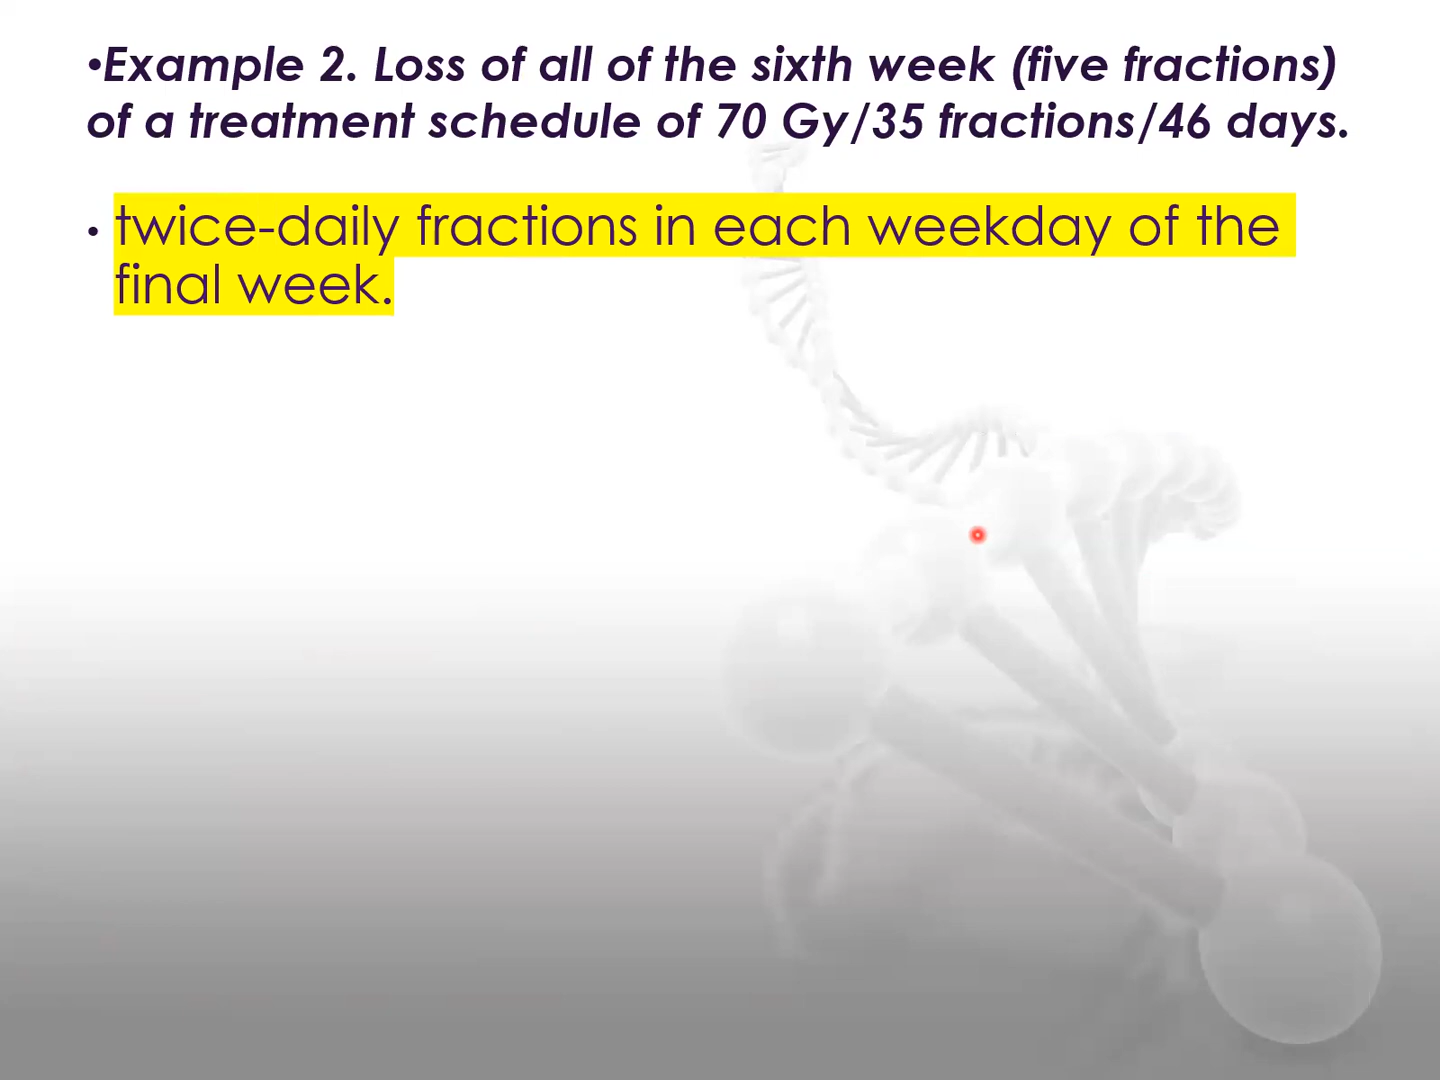 •Example 2. Loss of all of the sixth week (five fractions)
of a treatment schedule of 70 Gy/35 fractions/46 days.
• twice-daily fractions in each weekday of the
final week.